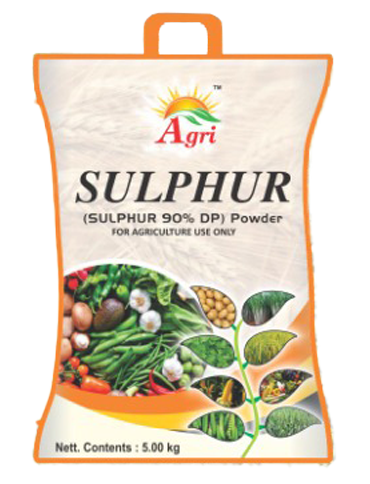 TM
Agri
SULPHUR
(SULPHUR 90% DP) Powder
FOR AGRICULTURE USE ONLY
Nett. Contents : 5.00 kg